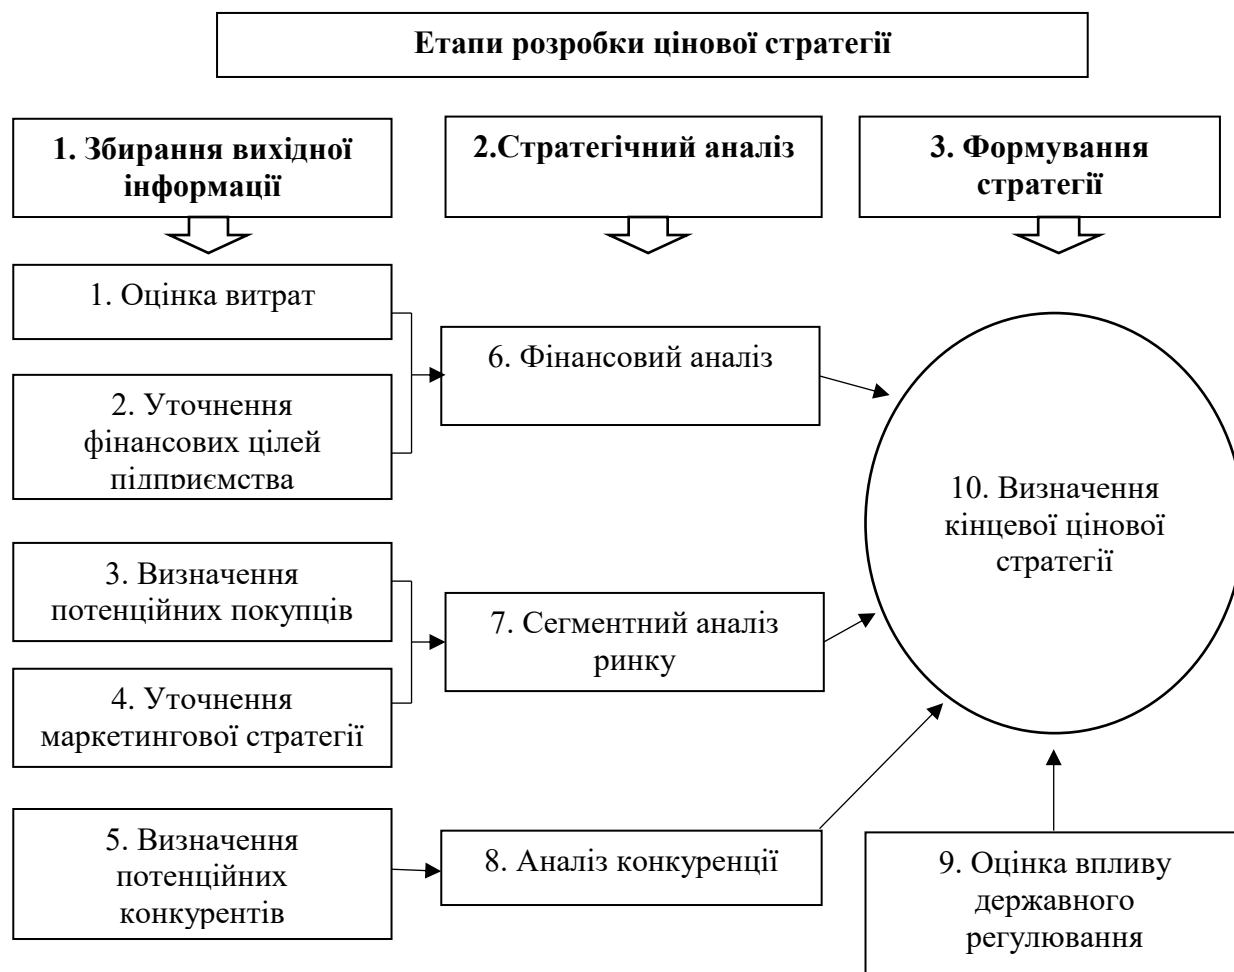 Етапи розробки цінової стратегії
1. Збирання вихідної
інформації
2.Стратегічний аналіз
3. Формування
стратегії
1. Оцінка витрат
2. Уточнення
фінансових цілей
підприємства
3. Визначення
потенційних покупців
4. Уточнення
маркетингової стратегії
5. Визначення
потенційних
конкурентів
6. Фінансовий аналіз
7. Сегментний аналіз
ринку
8. Аналіз конкуренції
10. Визначення
кінцевої цінової
стратегії
9. Оцінка впливу
державного
регулювання